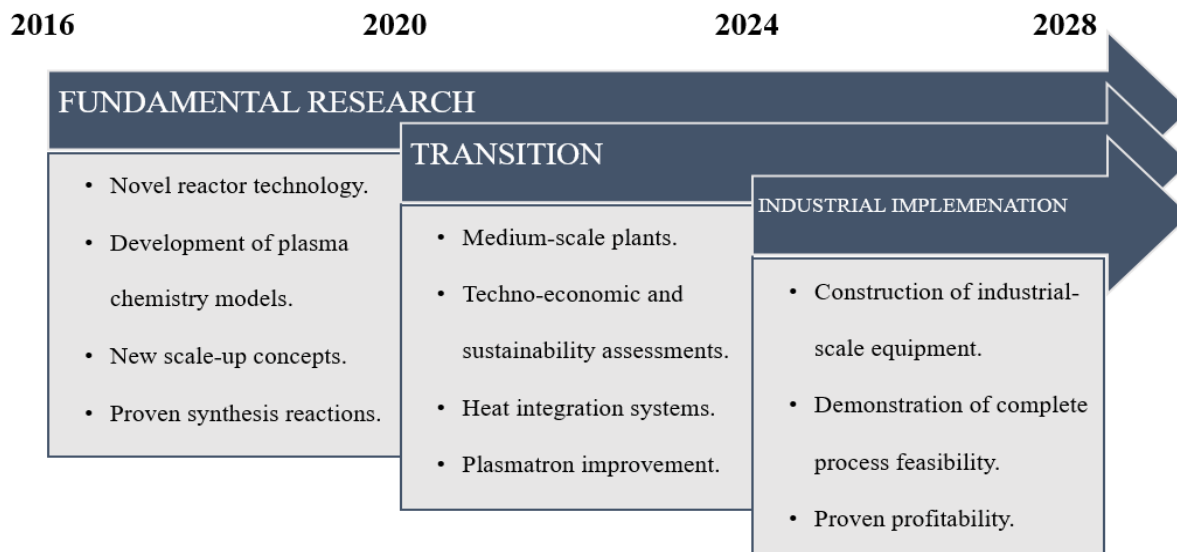 2016 2020 2024 2028
FUNDAMENTAL RESEARCH
• Novel reactor technology.
• Development of plasma
chemistry models.
• New scale-up concepts.
• Proven synthesis reactions.
TRANSITION
• Medium-scale plants.
• Techno-economic and
sustainability assessments.
• Heat integration systems.
• Plasmatron improvement.
INDUSTRIAL IMPLEMENATION
• Construction of industrial-
scale equipment.
• Demonstration of complete
process feasibility.
• Proven profitability.